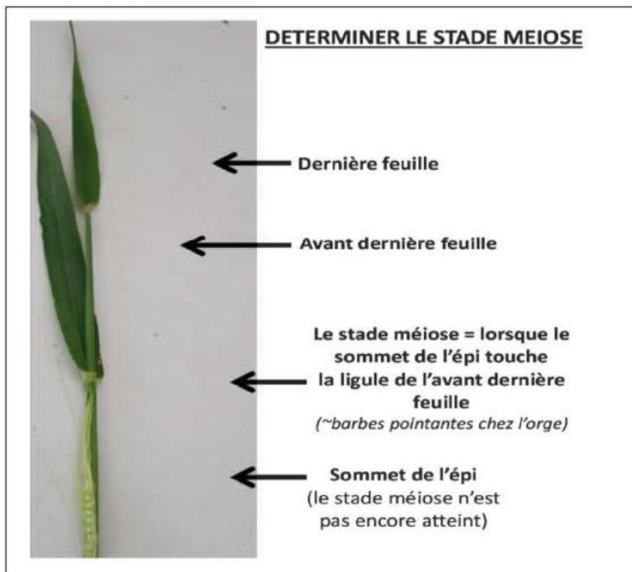 DETERMINER LE STADE MEIOSE
Dernière feuille
Avant dernière feuille
Le stade méiose = lorsque le
sommet de l'épi touche
la ligule de l'avant dernière
feuille
(~barbes pointantes chez l'orge)
Sommet de l'épi
(le stade méiose n'est
pas encore atteint)